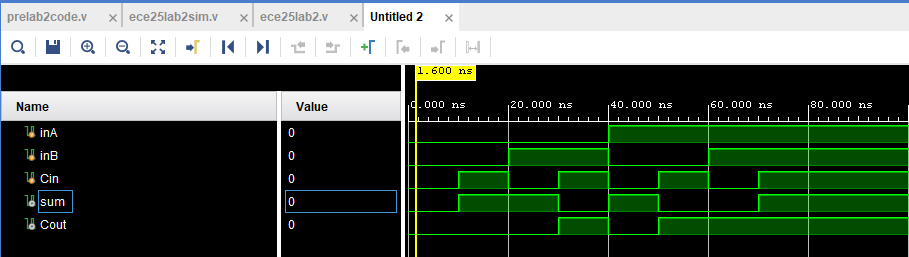 prelab2code.v × ece25lab2sim.v × ece25lab2.v × Untitled 2 ×
1.600 ns
Name Value 0.000 ns 20.000 ns 40.000 ns 60.000 ns 80.000 ns
inA 0
inB 0
Cin 0
sum 0
Cout 0